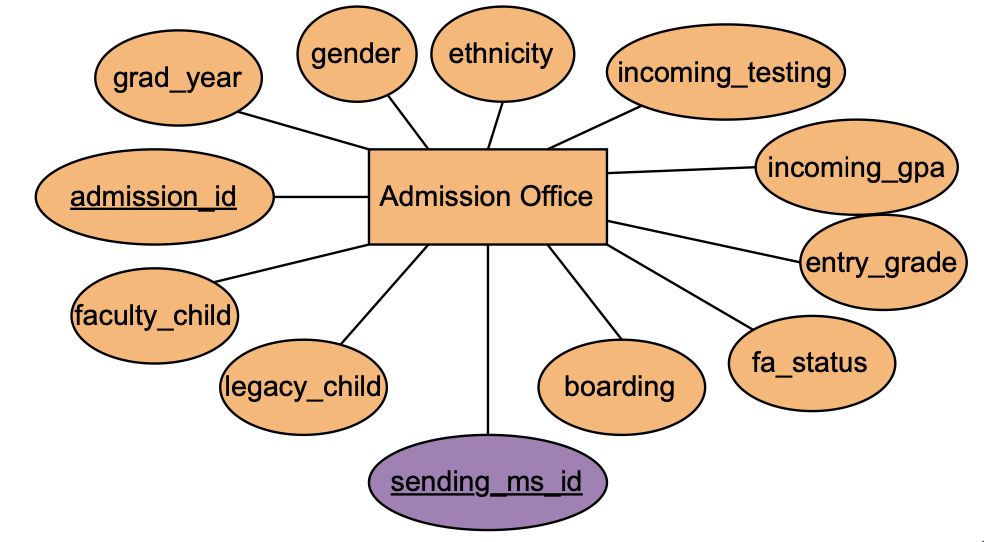 gender
ethnicity
incoming_testing
grad_year
incoming_gpa
admission_id
Admission Office
entry_grade
faculty_child
fa_status
legacy_child
boarding
sending_ms_id